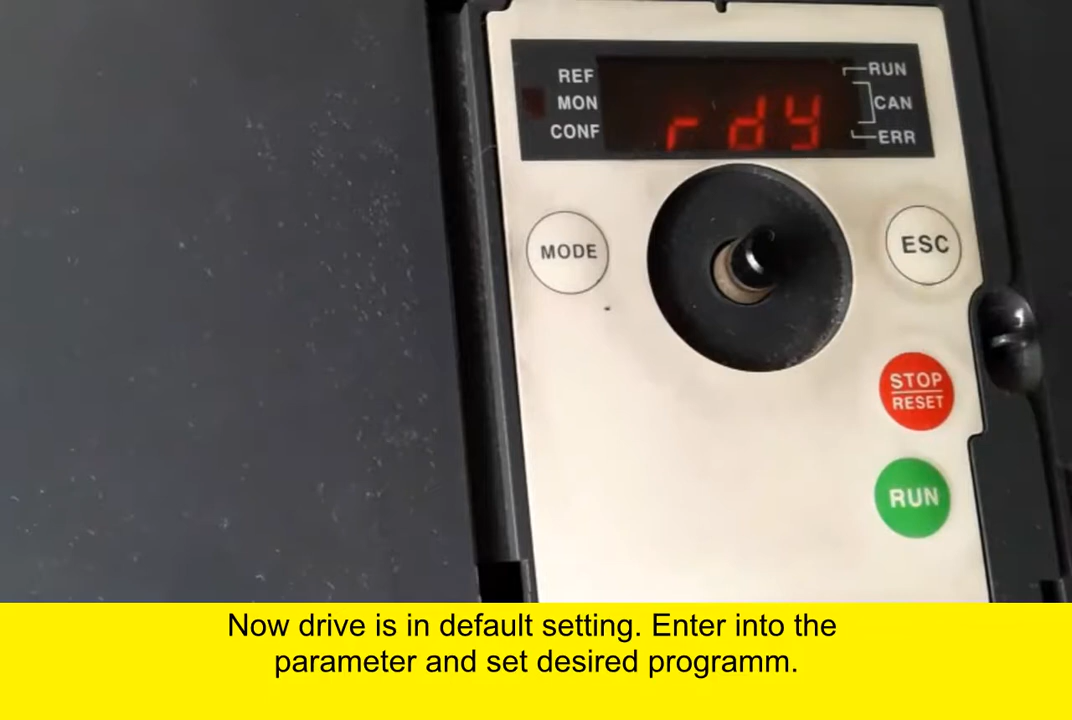 REF
MON
CONF
rdy
RUN
CAN
ERR
MODE
ESC
STOP
RESET
RUN
Now drive is in default setting. Enter into the
parameter and set desired programm.